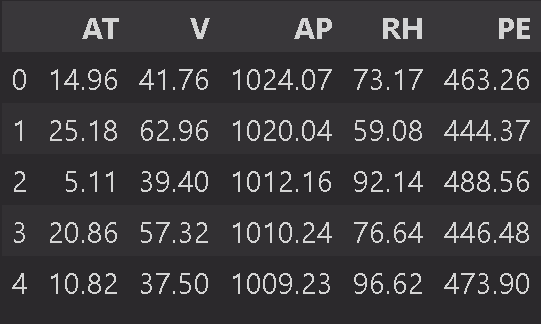 AT V AP RH PE
0 14.96 41.76 1024.07 73.17 463.26
1 25.18 62.96 1020.04 59.08 444.37
2 5.11 39.40 1012.16 92.14 488.56
3 20.86 57.32 1010.24 76.64 446.48
4 10.82 37.50 1009.23 96.62 473.90